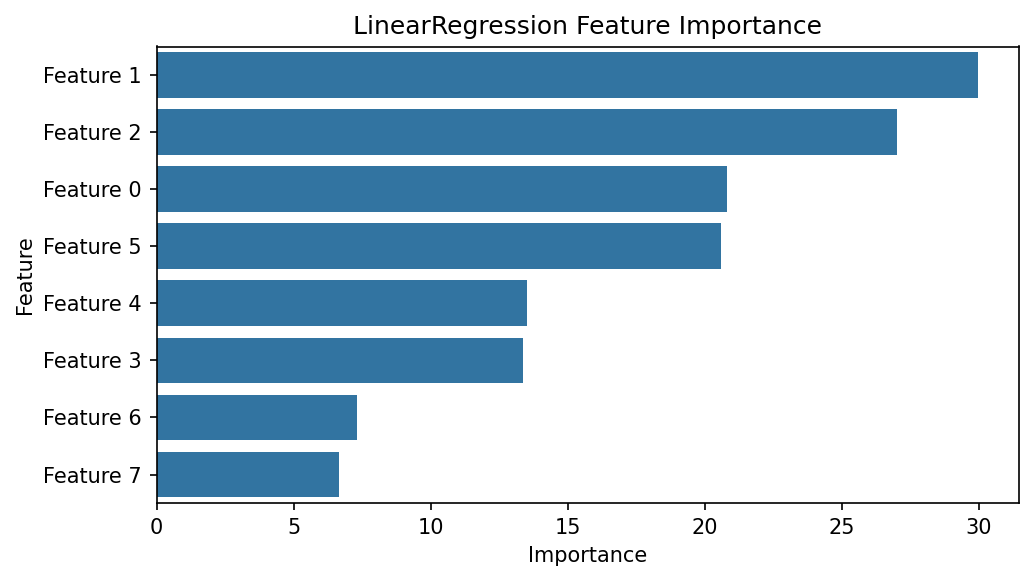 LinearRegression Feature Importance
Feature 1
Feature 2
Feature 0
Feature 5
Feature 4
Feature 3
Feature 6
Feature 7
Feature
0 5 10 15 20 25 30
Importance